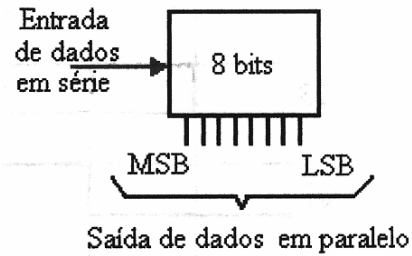 Entrada
de dados
em série
8 bits
MSB
LSB
Saída de dados em paralelo